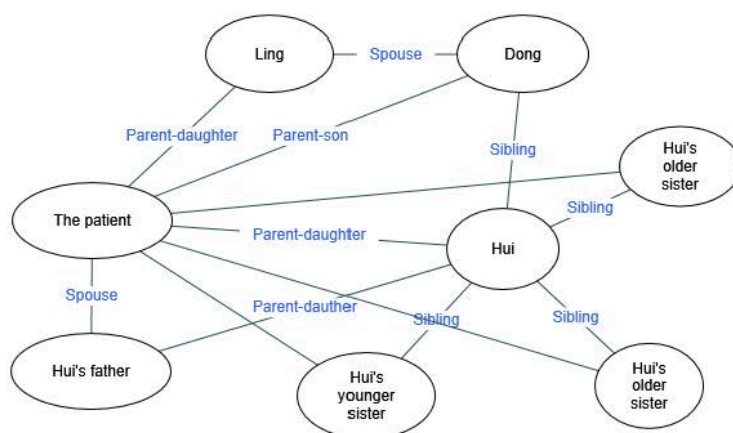 Ling
Spouse
Dong
Parent-daughter
Parent-son
Sibling
Hui's
older
sister
Sibling
The patient
Parent-daughter
Hui
Spouse
Parent-dauther
Sibling
Sibling
Hui's father
Hui's
younger
sister
Hui's
older
sister